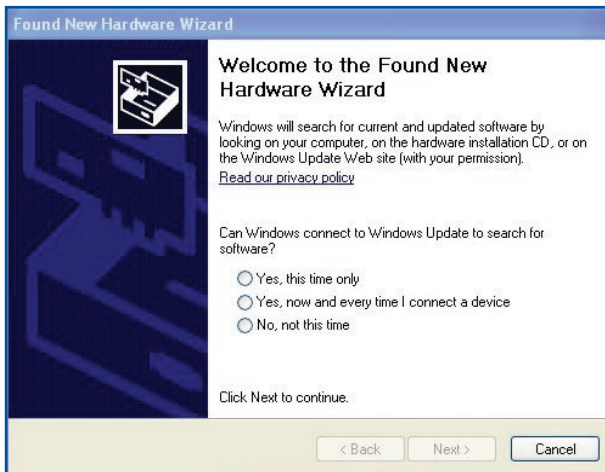 Found New Hardware Wizard
Welcome to the Found New
Hardware Wizard
Windows will search for current and updated software by
looking on your computer, on the hardware installation CD, or on
the Windows Update Web site (with your permission).
Read our privacy policy
Can Windows connect to Windows Update to search for
software?
Yes, this time only
Yes, now and every time I connect a device
No, not this time
Click Next to continue.
< Back Next > Cancel